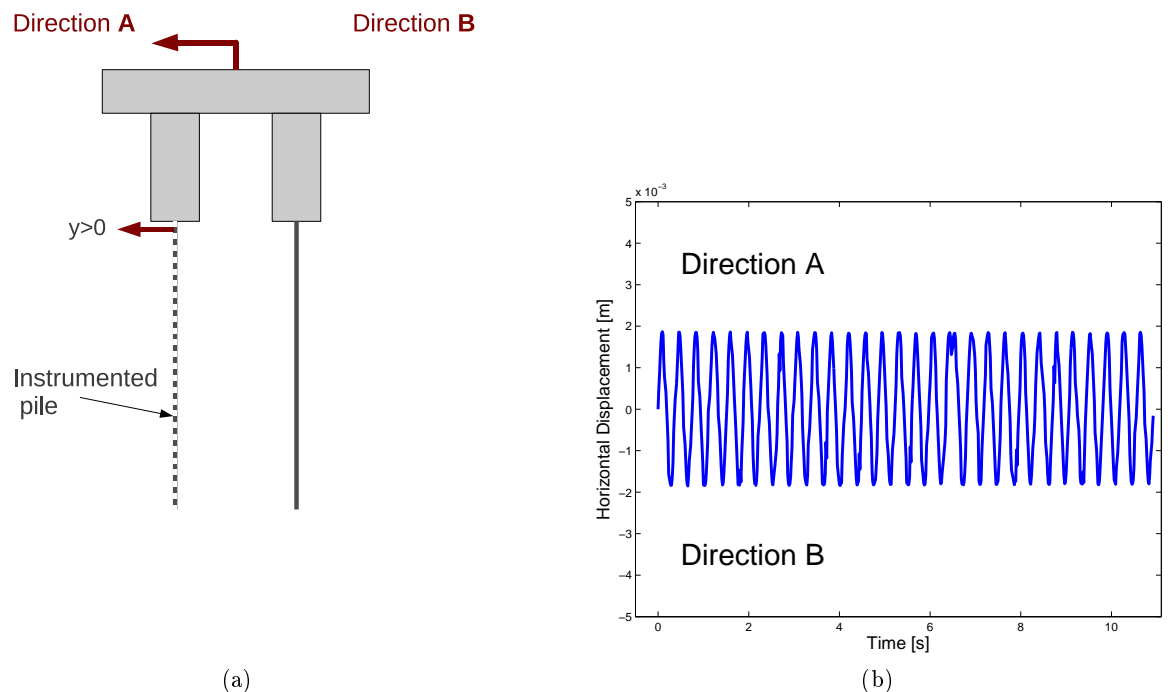 Direction A
Direction B
y>0
Instrumented
pile
(a)
x 10⁻³
5
4
3
2
1
0
−1
−2
−3
−4
−5
Horizontal Displacement [m]
Direction A
Direction B
0
2
4
6
8
10
Time [s]
(b)